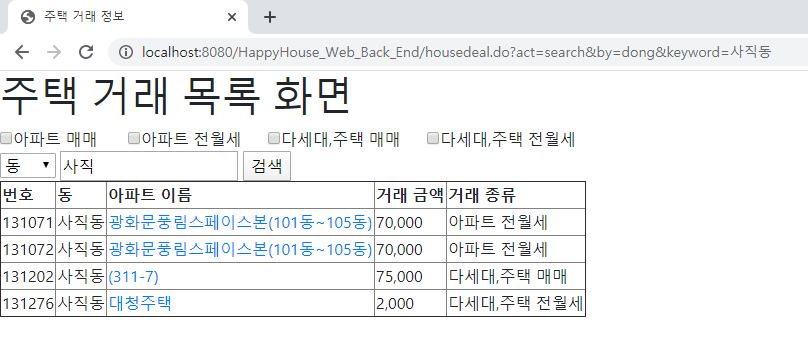 주택 거래 정보
localhost:8080/HappyHouse_Web_Back_End/housedeal.do?act=search&by=dong&keyword=사직동
주택 거래 목록 화면
아파트 매매 아파트 전월세 다세대,주택 매매 다세대,주택 전월세
동 사직 검색
번호 동 아파트 이름 거래 금액 거래 종류
131071 사직동 광화문풍림스페이스본(101동~105동) 70,000 아파트 전월세
131072 사직동 광화문풍림스페이스본(101동~105동) 70,000 아파트 전월세
131202 사직동 (311-7) 75,000 다세대,주택 매매
131276 사직동 대청주택 2,000 다세대,주택 전월세